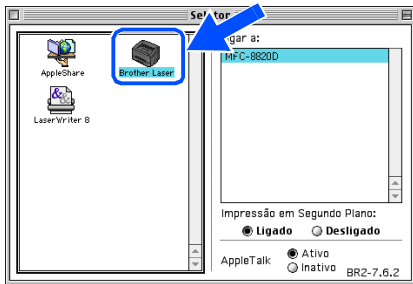 AppleShare
Brother Laser
LaserWriter 8
MFC-8820D
Impressão em Segundo Plano:
Ligado
Desligado
AppleTalk
Ativo
Inativo
BR2-7.6.2